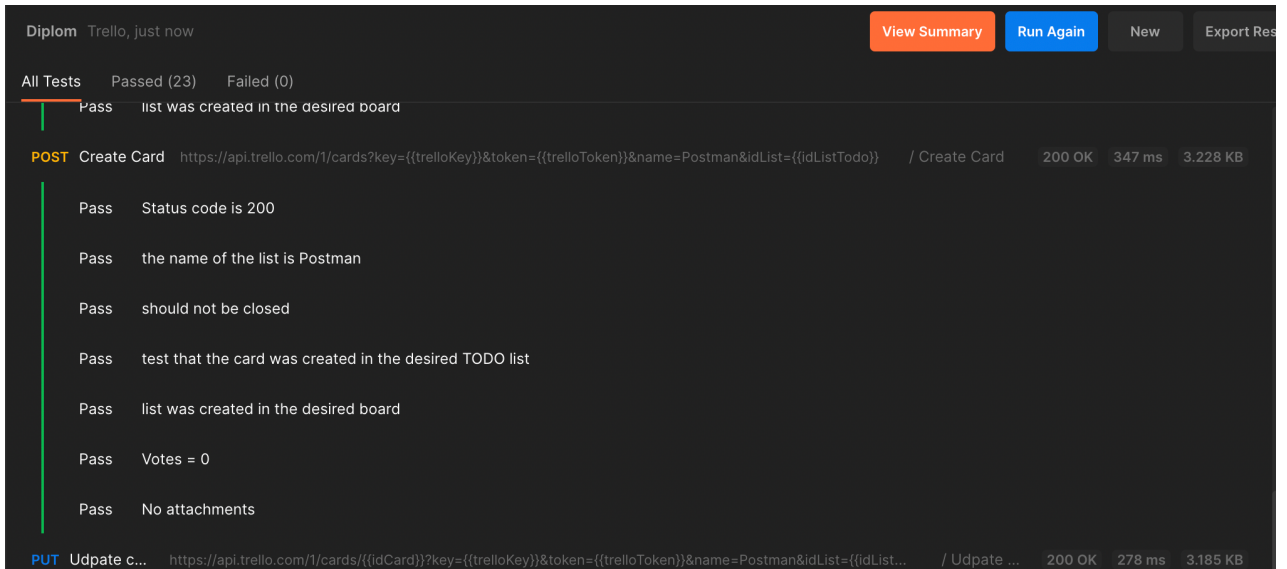 Diplom Trello, just now View Summary Run Again New Export Res
All Tests Passed (23) Failed (0)
Pass list was created in the desired board
POST Create Card https://api.trello.com/1/cards?key={{trelloKey}}&token={{trelloToken}}&name=Postman&idList={{idListTodo}} / Create Card 200 OK 347 ms 3.228 KB
Pass Status code is 200
Pass the name of the list is Postman
Pass should not be closed
Pass test that the card was created in the desired TODO list
Pass list was created in the desired board
Pass Votes = 0
Pass No attachments
PUT Udpate c... https://api.trello.com/1/cards/{{idCard}}?key={{trelloKey}}&token={{trelloToken}}&name=Postman&idList={{idList... / Udpate ... 200 OK 278 ms 3.185 KB